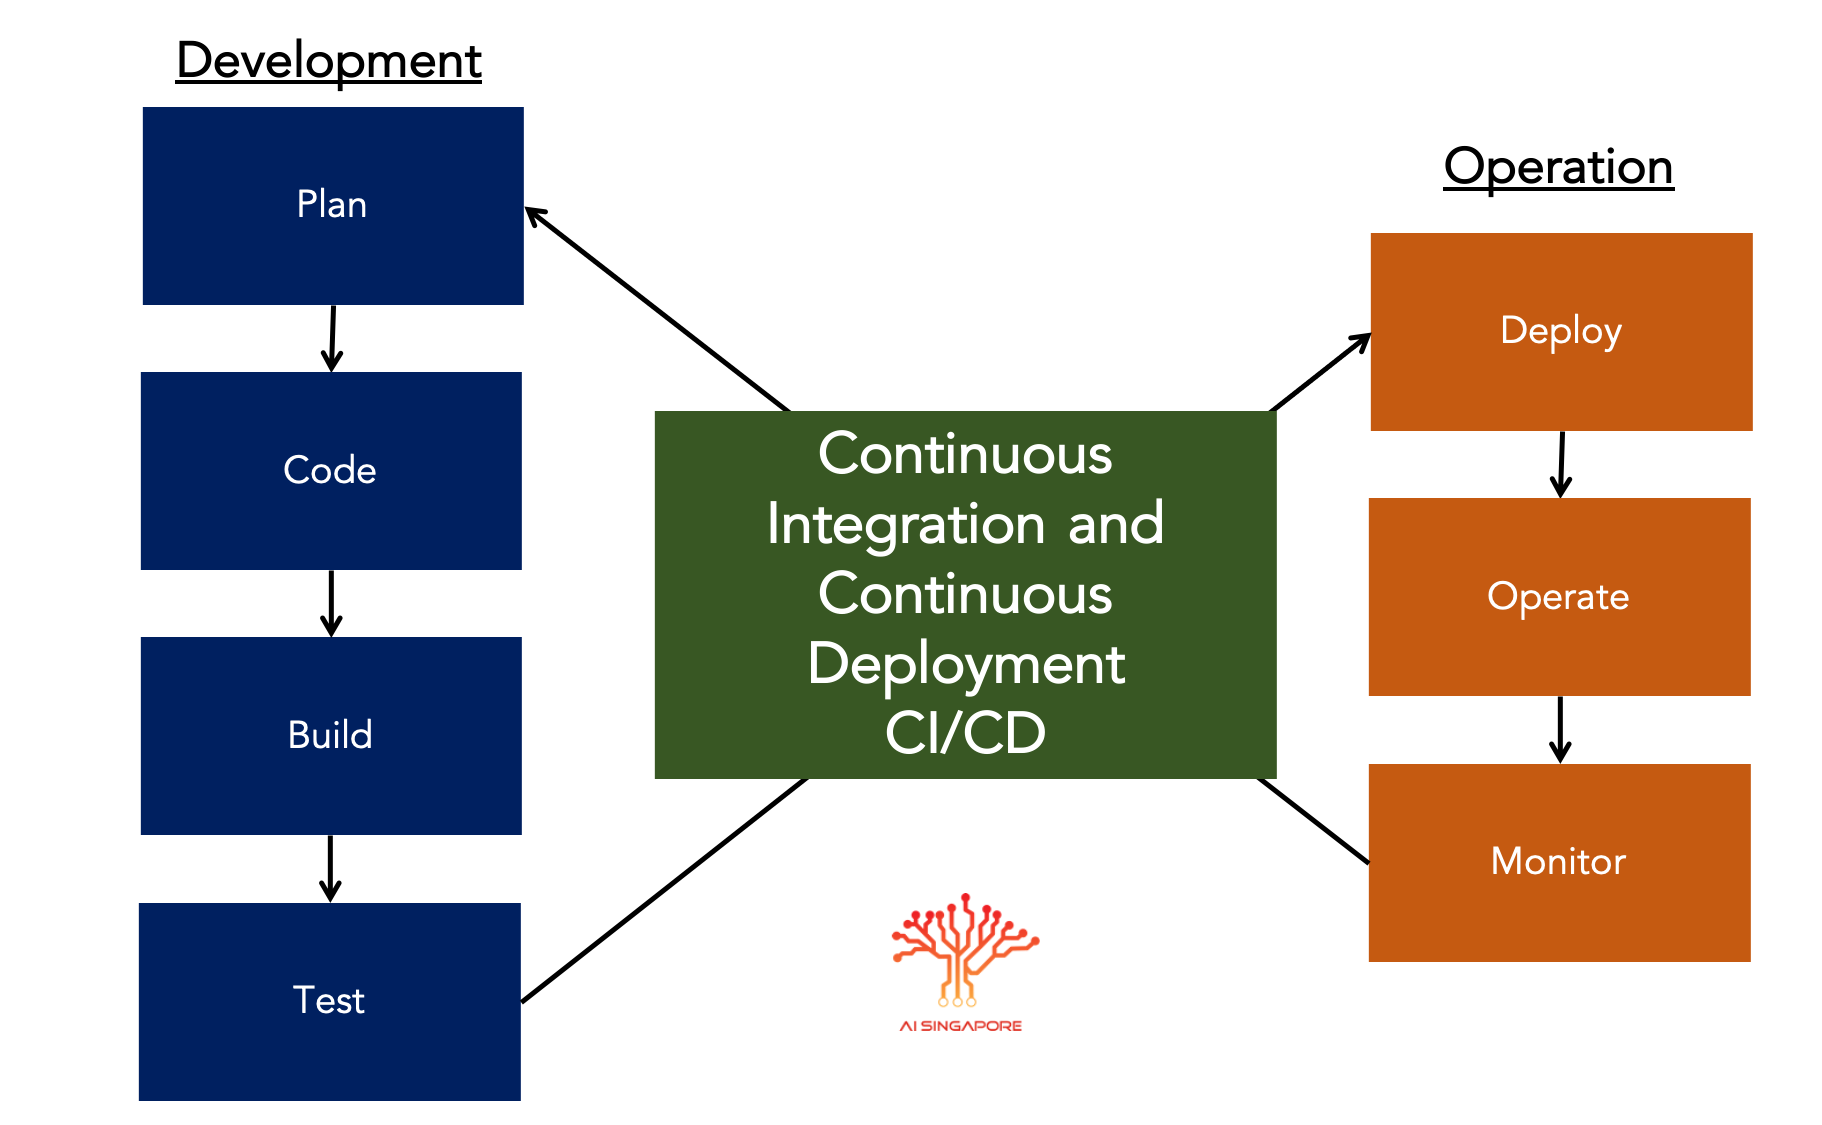 Development
Plan
Code
Build
Test
Continuous
Integration and
Continuous
Deployment
CI/CD
AI SINGAPORE
Operation
Deploy
Operate
Monitor